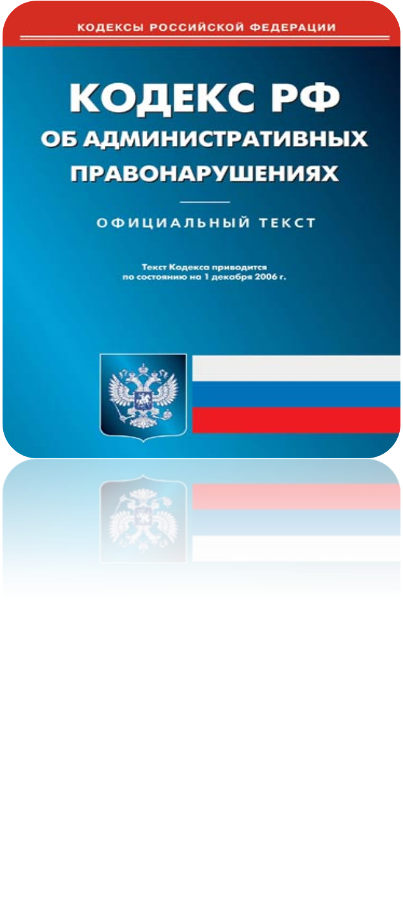 КОДЕКСЫ РОССИЙСКОЙ ФЕДЕРАЦИИ
КОДЕКС РФ
ОБ АДМИНИСТРАТИВНЫХ
ПРАВОНАРУШЕНИЯХ
ОФИЦИАЛЬНЫЙ ТЕКСТ
Текст Кодекса приводится
по состоянию на 1 декабря 2006 г.